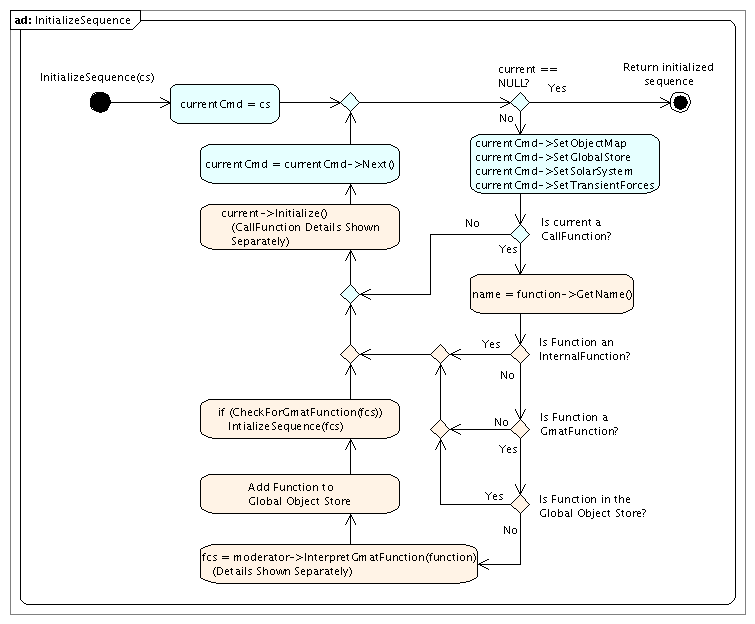 ad: InitializeSequence
InitializeSequence(cs)
currentCmd = cs
current ==
NULL?
Yes
Return initialized
sequence
No
currentCmd = currentCmd->Next()
currentCmd->SetObjectMap
currentCmd->SetGlobalStore
currentCmd->SetSolarSystem
currentCmd->SetTransientForces
current->Initialize()
(CallFunction Details Shown
Separately)
No
Is current a
CallFunction?
Yes
name = function->GetName()
Yes
Is Function an
InternalFunction?
No
if (CheckForGmatFunction(fcs))
IntializeSequence(fcs)
No
Is Function a
GmatFunction?
Yes
Add Function to
Global Object Store
Yes
Is Function in the
Global Object Store?
No
fcs = moderator->InterpretGmatFunction(function)
(Details Shown Separately)